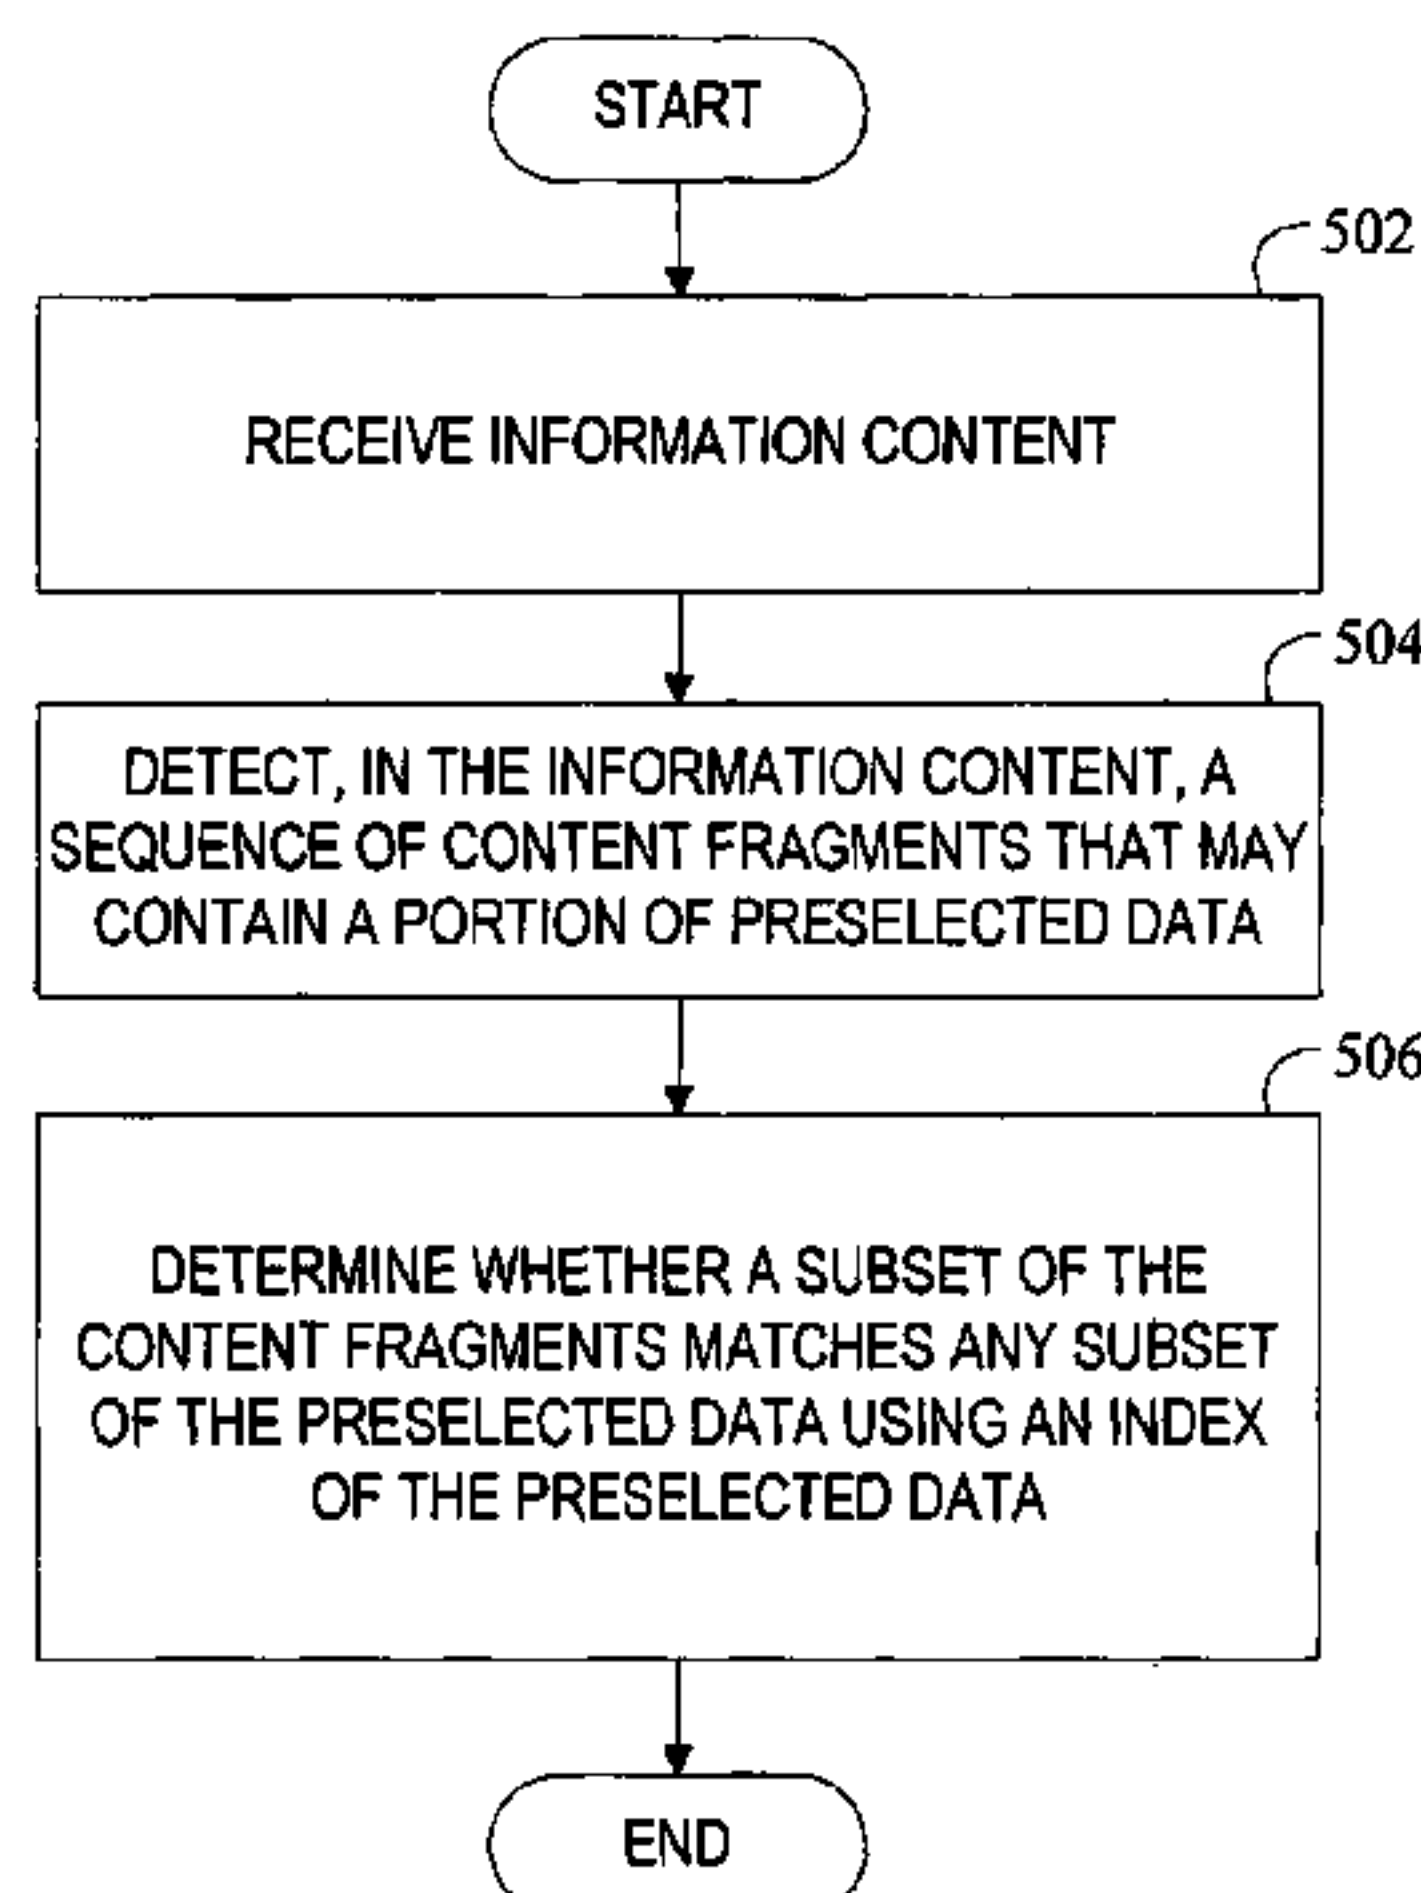 START
502
RECEIVE INFORMATION CONTENT
504
DETECT, IN THE INFORMATION CONTENT, A
SEQUENCE OF CONTENT FRAGMENTS THAT MAY
CONTAIN A PORTION OF PRESELECTED DATA
506
DETERMINE WHETHER A SUBSET OF THE
CONTENT FRAGMENTS MATCHES ANY SUBSET
OF THE PRESELECTED DATA USING AN INDEX
OF THE PRESELECTED DATA
END